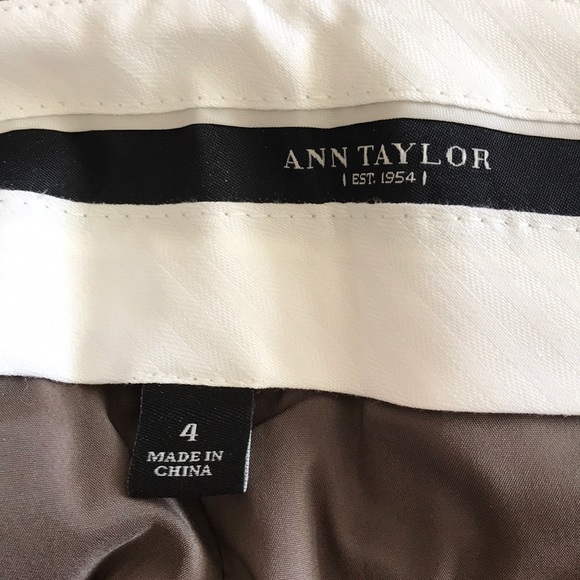 ANN TAYLOR
EST. 1954
4
MADE IN
CHINA